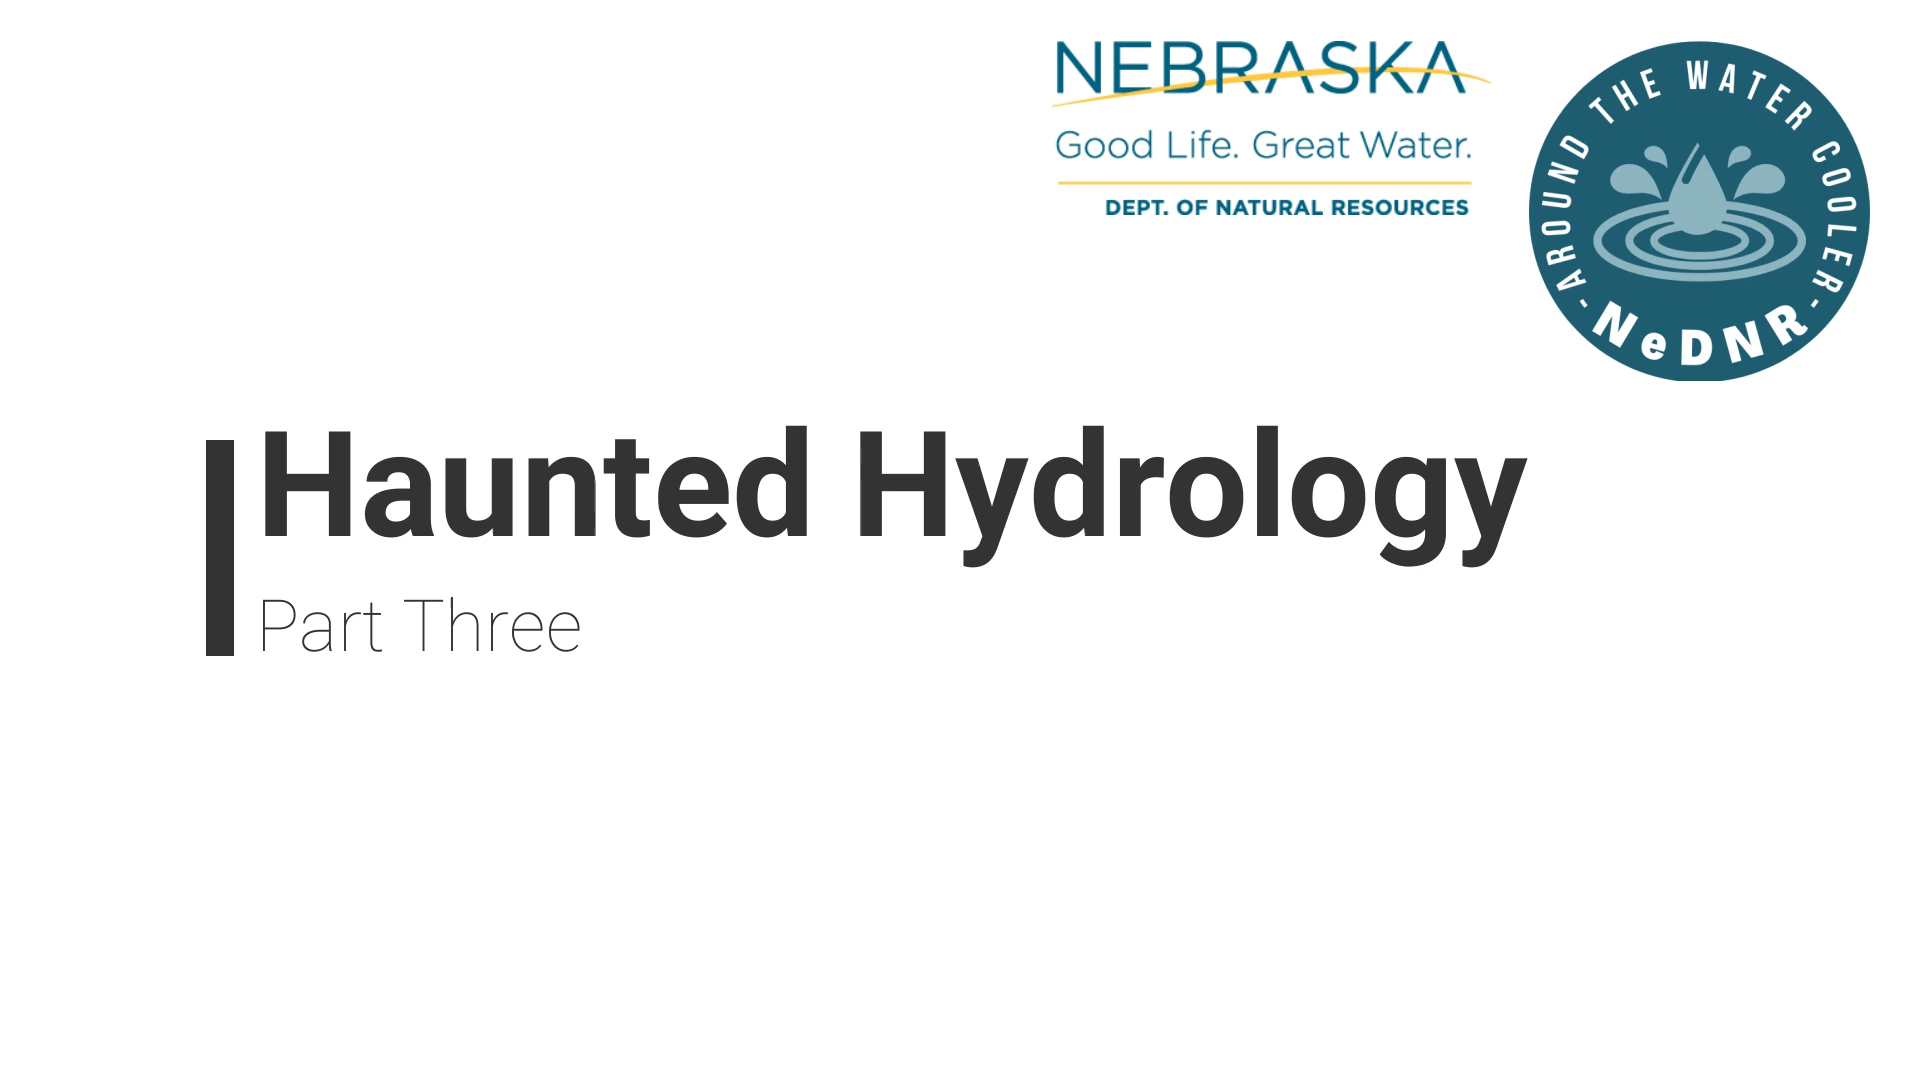 NEBRASKA
Good Life. Great Water.
DEPT. OF NATURAL RESOURCES
- AROUND THE WATER COOLER -
NeDNR
Haunted Hydrology
Part Three